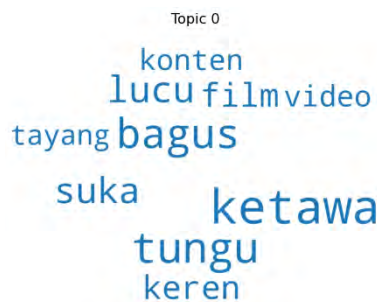 Topic 0
konten
lucu film video
tayang bagus
suka
ketawa
tungu
keren